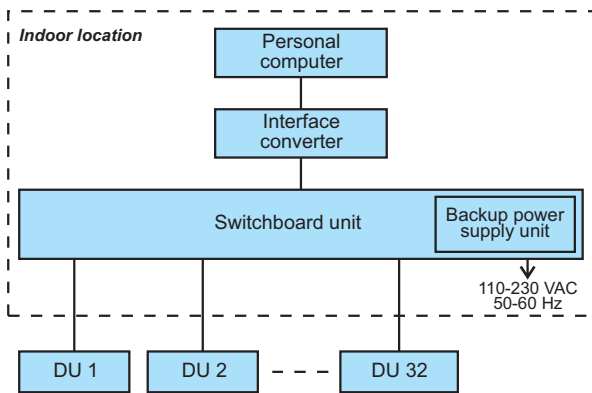 Indoor location
Personal
computer
Interface
converter
Switchboard unit
Backup power
supply unit
110-230 VAC
50-60 Hz
DU 1
DU 2
DU 32